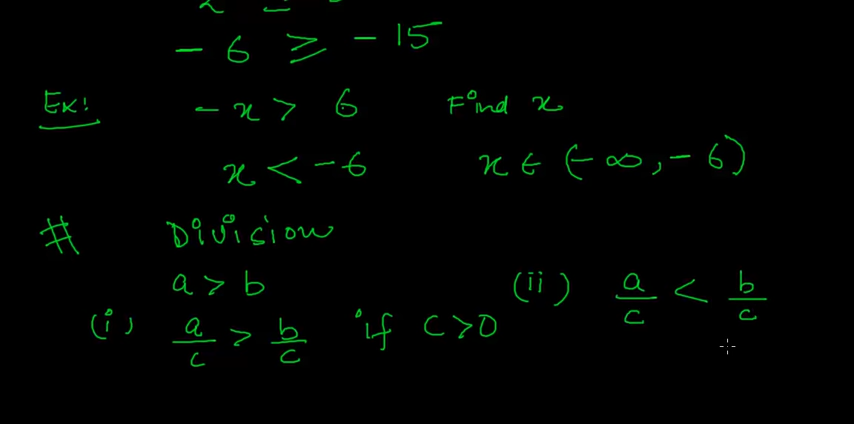 - 6 ≥ - 15
Ex: - x > 6 Find x
x < - 6 x ∈ (- ∞, - 6)
# Division
a > b
(i) a/c > b/c if c > 0 (ii) a/c < b/c